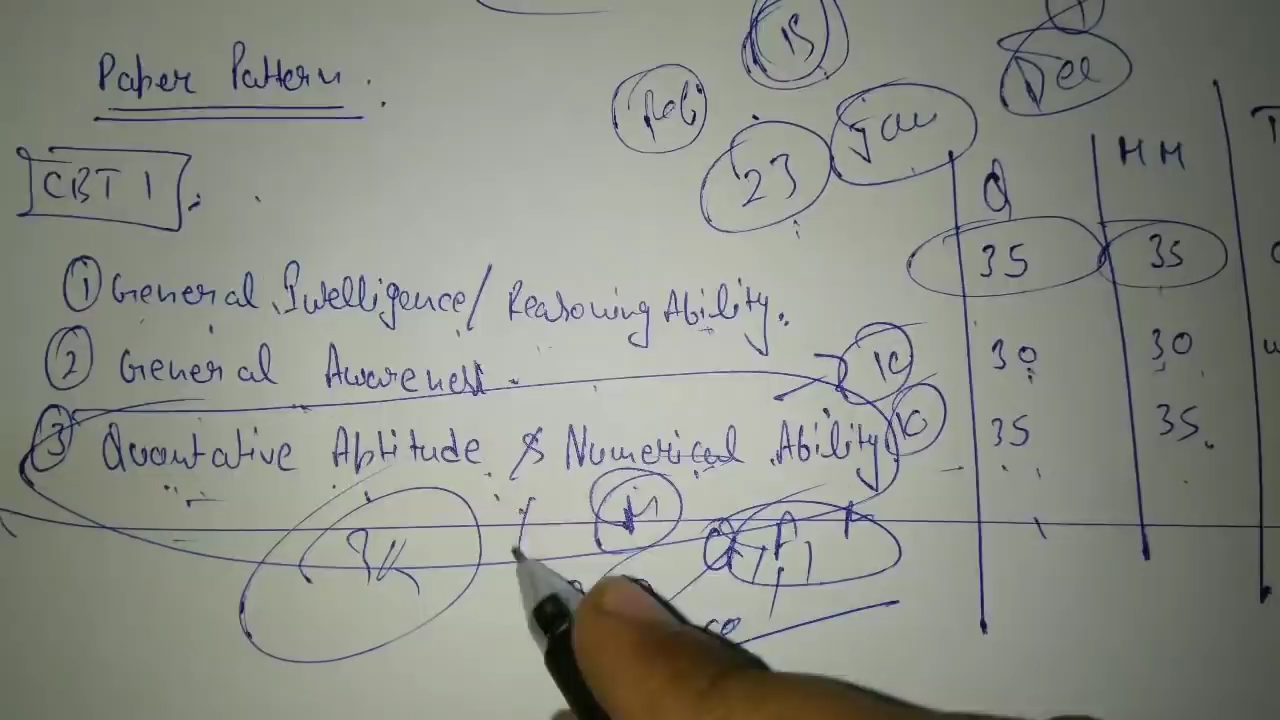 15
Dec
Paper Pattern.
Feb
Jan
23
Q
MM
T
CBT 1
35
35
① General Intelligence/ Reasoning Ability.
② General Awareness.
30
30
10
③ Quantative Aptitude & Numerical Ability
10
35
35.
M